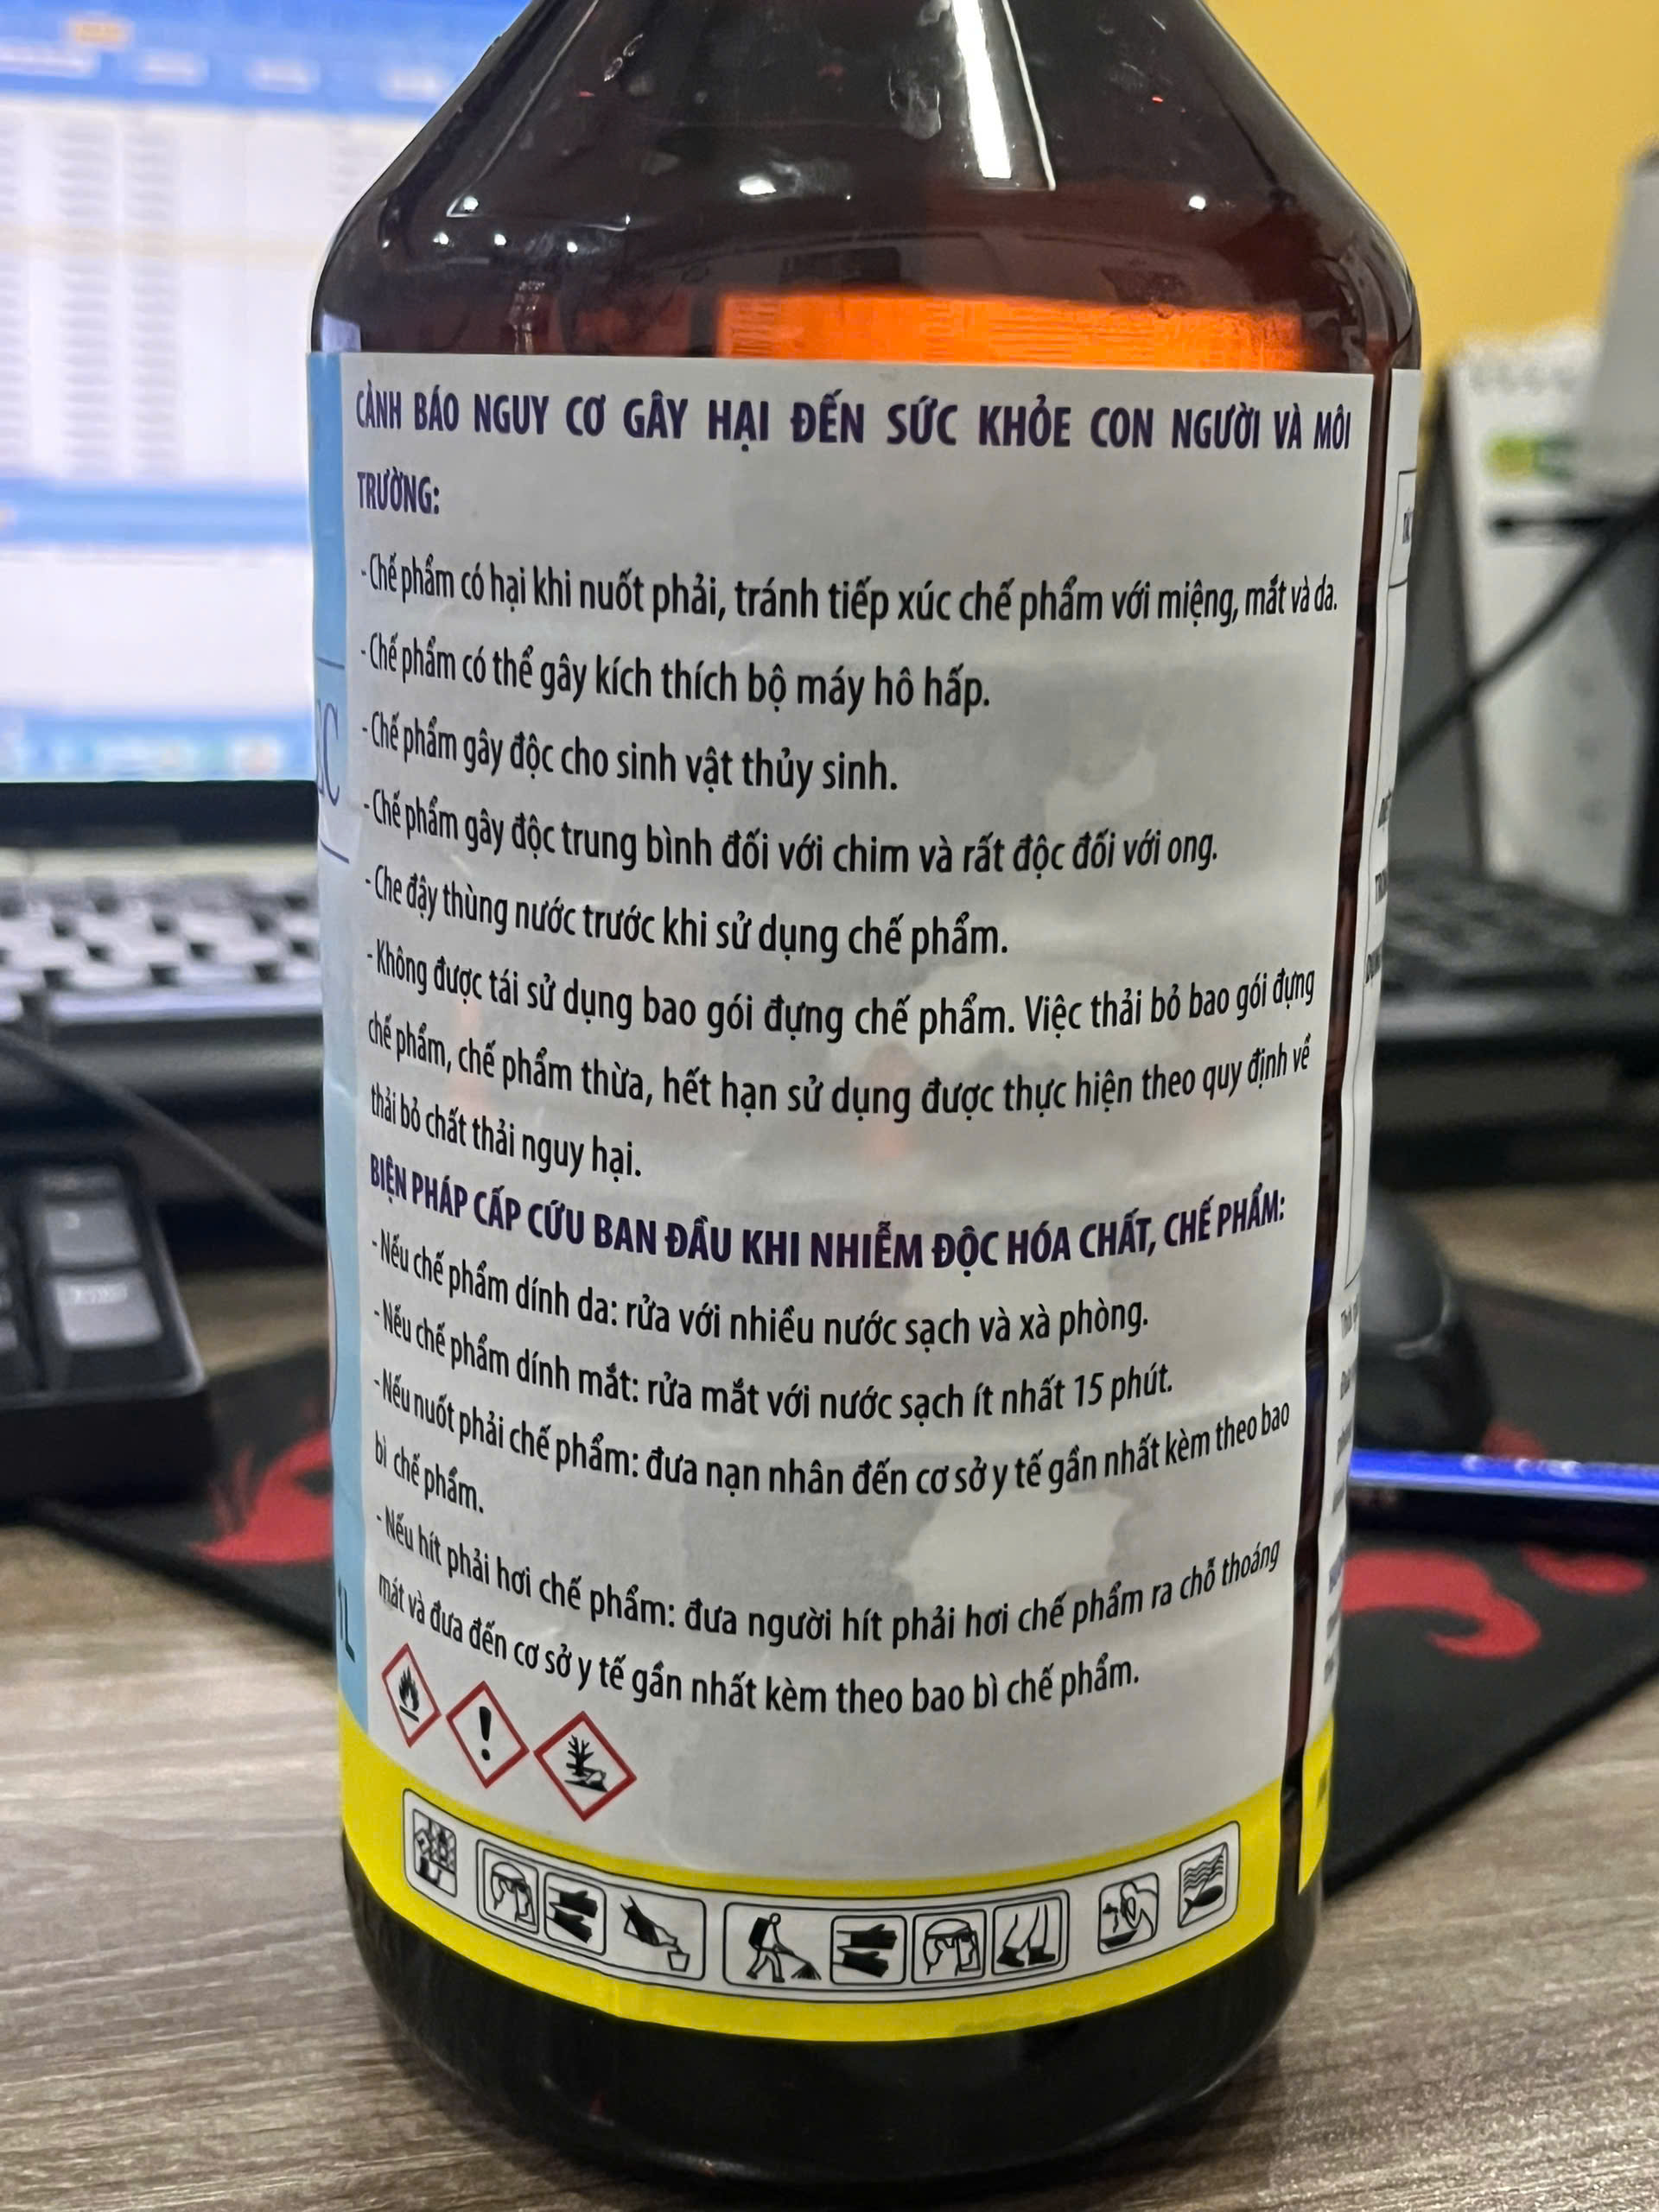 CẢNH BÁO NGUY CƠ GÂY HẠI ĐẾN SỨC KHỎE CON NGƯỜI VÀ MÔI
TRƯỜNG:
- Chế phẩm có hại khi nuốt phải, tránh tiếp xúc chế phẩm với miệng, mắt và da.
- Chế phẩm có thể gây kích thích bộ máy hô hấp.
- Chế phẩm gây độc cho sinh vật thủy sinh.
- Chế phẩm gây độc trung bình đối với chim và rất độc đối với ong.
- Che đậy thùng nước trước khi sử dụng chế phẩm.
- Không được tái sử dụng bao gói đựng chế phẩm. Việc thải bỏ bao gói đựng
chế phẩm, chế phẩm thừa, hết hạn sử dụng được thực hiện theo quy định về
thải bỏ chất thải nguy hại.
BIỆN PHÁP CẤP CỨU BAN ĐẦU KHI NHIỄM ĐỘC HÓA CHẤT, CHẾ PHẨM:
- Nếu chế phẩm dính da: rửa với nhiều nước sạch và xà phòng.
- Nếu chế phẩm dính mắt: rửa mắt với nước sạch ít nhất 15 phút.
- Nếu nuốt phải chế phẩm: đưa nạn nhân đến cơ sở y tế gần nhất kèm theo bao
bì chế phẩm.
- Nếu hít phải hơi chế phẩm: đưa người hít phải hơi chế phẩm ra chỗ thoáng
mát và đưa đến cơ sở y tế gần nhất kèm theo bao bì chế phẩm.
1L